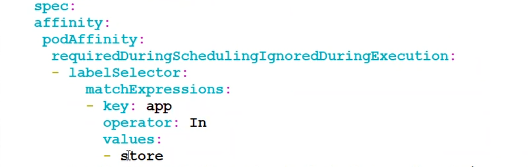 spec:
affinity:
podAffinity:
requiredDuringSchedulingIgnoredDuringExecution:
- labelSelector:
matchExpressions:
- key: app
operator: In
values:
- store